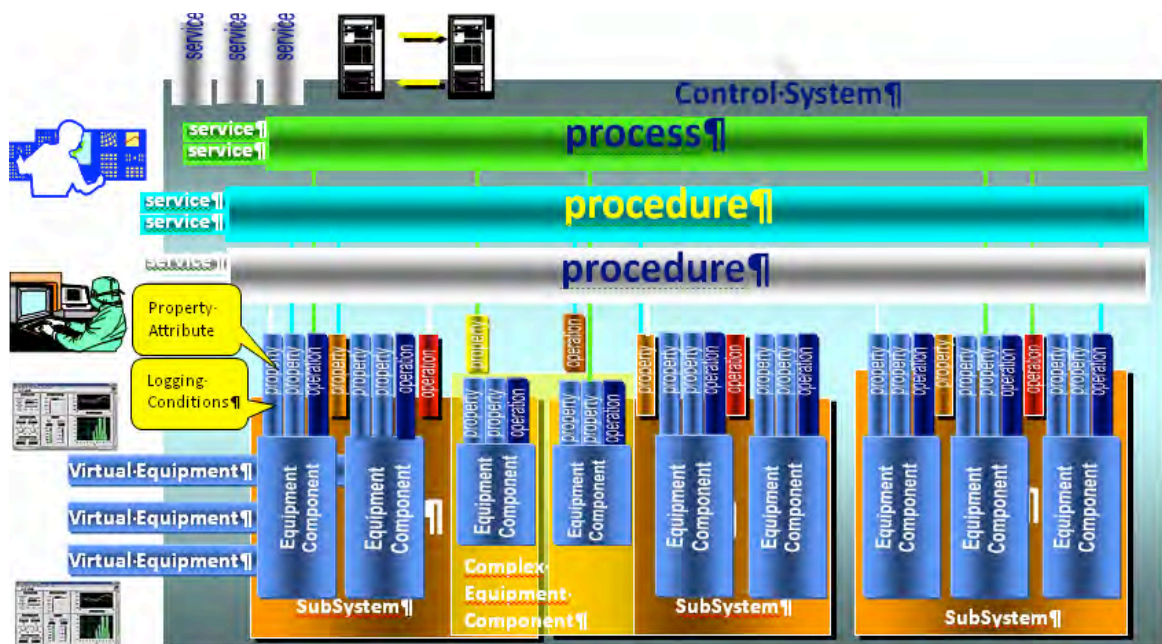 service
service
service
Control·System¶
process¶
service¶
service¶
procedure¶
service¶
service¶
procedure¶
service¶
Property-
Attribute
Logging-
Conditions¶
property
property
operation
property
property
property
operation
operation
property
property
property
operation
operation
property
property
operation
property
property
property
operation
operation
property
property
operation
property
property
operation
property
property
property
operation
operation
property
property
operation
Virtual·Equipment¶
Virtual·Equipment¶
Virtual·Equipment¶
Equipment
Component
Equipment
Component
¶
Equipment
Component
Equipment
Component
Equipment
Component
Equipment
Component
Equipment
Component
Equipment
Component
Equipment
Component
Complex·
Equipment·
Component¶
SubSystem¶
SubSystem¶
SubSystem¶